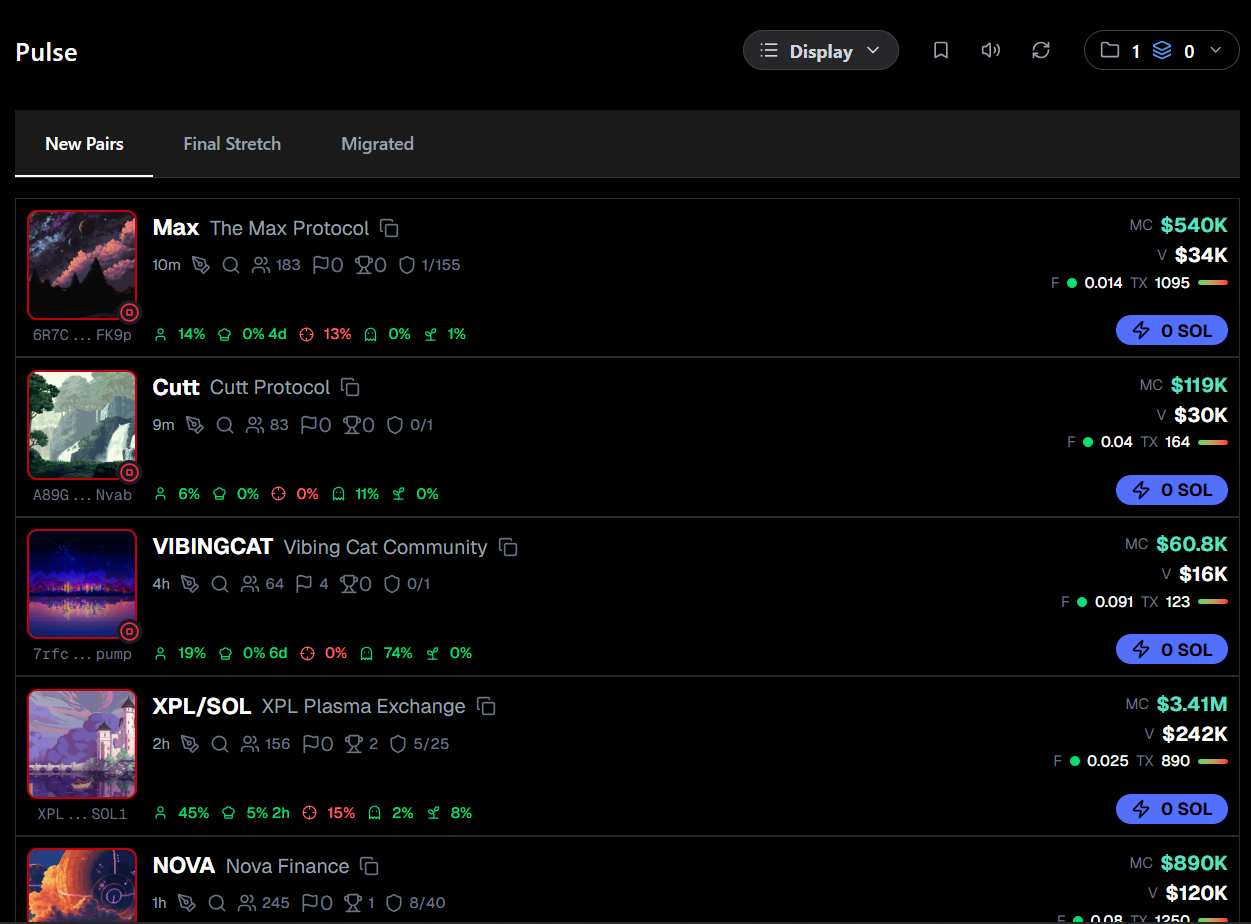 Pulse
Display 1 0
New Pairs Final Stretch Migrated
Max The Max Protocol MC $540K
10m 183 0 0 1/155 V $34K
F 0.014 TX 1095
6R7C ... FK9p 14% 0% 4d 13% 0% 1% 0 SOL
Cutt Cutt Protocol MC $119K
9m 83 0 0 0/1 V $30K
F 0.04 TX 164
A89G ... Nvab 6% 0% 0% 11% 0% 0 SOL
VIBINGCAT Vibing Cat Community MC $60.8K
4h 64 4 0 0/1 V $16K
F 0.091 TX 123
7rfc ... pump 19% 0% 6d 0% 74% 0% 0 SOL
XPL/SOL XPL Plasma Exchange MC $3.41M
2h 156 0 2 5/25 V $242K
F 0.025 TX 890
XPL ... SOL1 45% 5% 2h 15% 2% 8% 0 SOL
NOVA Nova Finance MC $890K
1h 245 0 1 8/40 V $120K
F 0.08 TX 1250